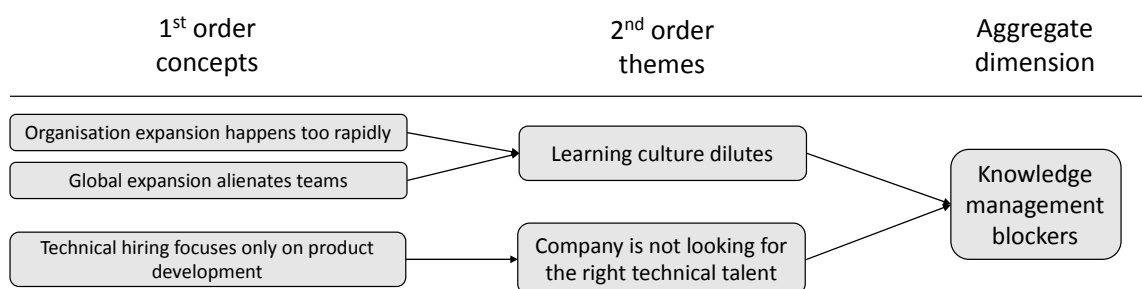 1st order
concepts
2nd order
themes
Aggregate
dimension
Organisation expansion happens too rapidly
Global expansion alienates teams
Technical hiring focuses only on product
development
Learning culture dilutes
Company is not looking for
the right technical talent
Knowledge
management
blockers